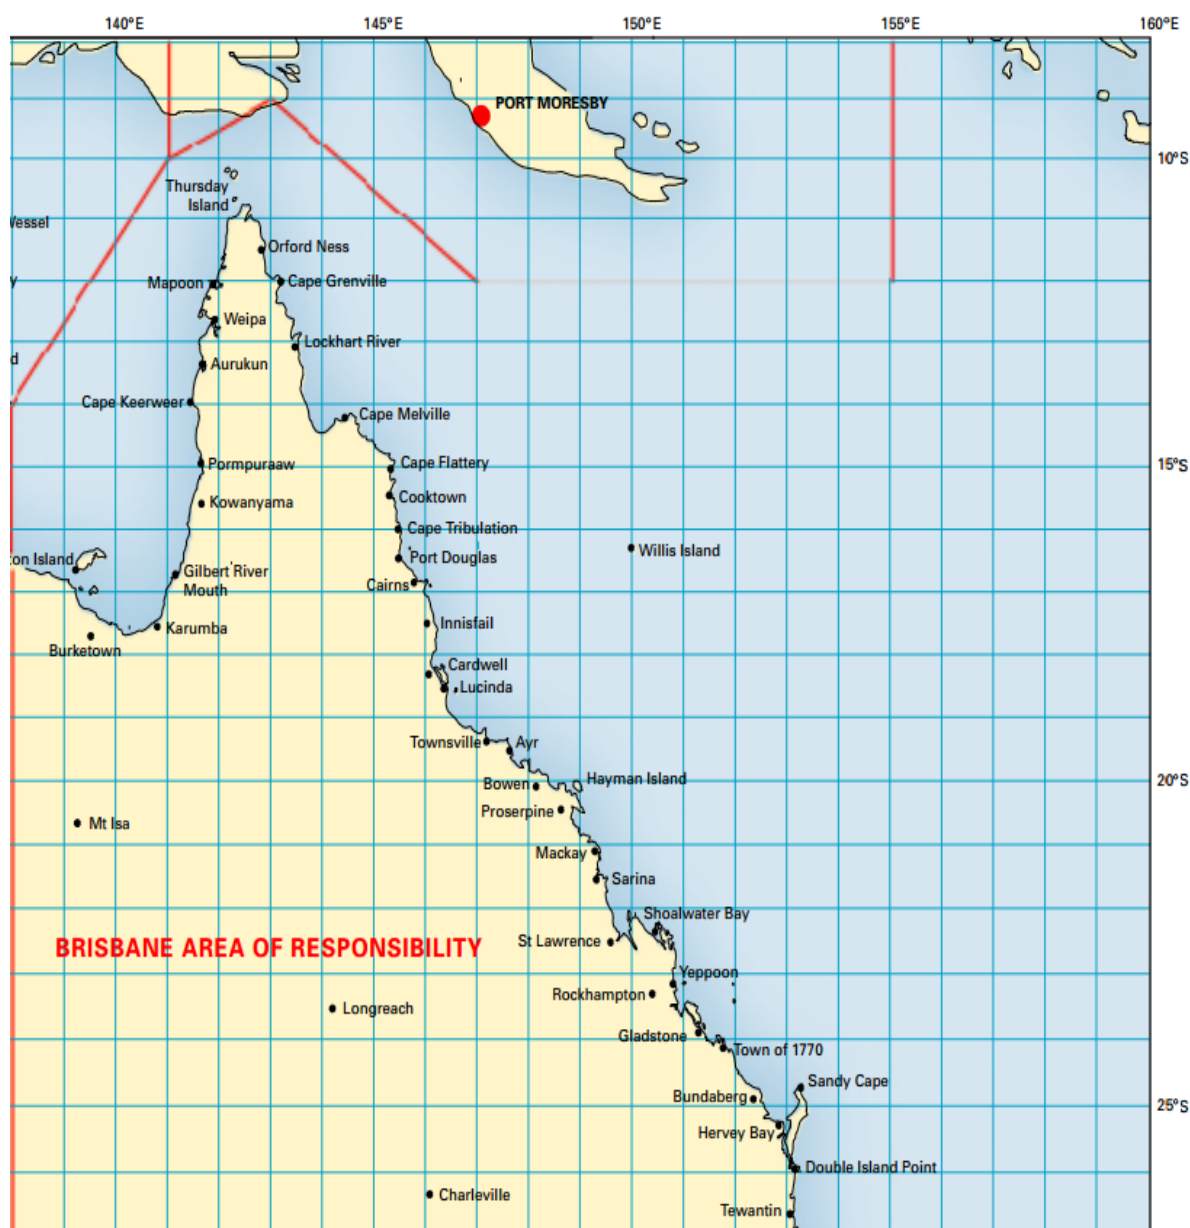 140°E 145°E 150°E 155°E 160°E
PORT MORESBY
10°S
Thursday
Island
Orford Ness
Mapoon
Cape Grenville
Weipa
Lockhart River
Aurukun
Cape Keerweer
Cape Melville
Pormpuraaw
Cape Flattery
15°S
Kowanyama
Cooktown
Cape Tribulation
Willis Island
ton Island
Port Douglas
Gilbert River
Mouth
Cairns
Karumba
Innisfail
Burketown
Cardwell
Lucinda
Townsville
Ayr
Bowen
Hayman Island
20°S
Proserpine
Mt Isa
Mackay
Sarina
Shoalwater Bay
St Lawrence
BRISBANE AREA OF RESPONSIBILITY
Yeppoon
Rockhampton
Longreach
Gladstone
Town of 1770
Sandy Cape
Bundaberg
25°S
Hervey Bay
Double Island Point
Charleville
Tewantin